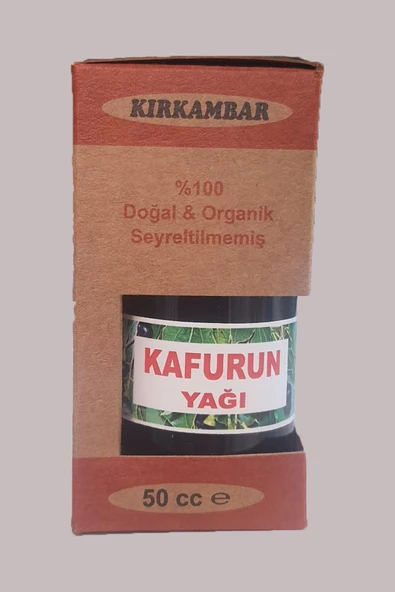 KIRKAMBAR
%100
Doğal & Organik
Seyreltilmemiş
KAFURUN
YAĞI
50 cc ℮